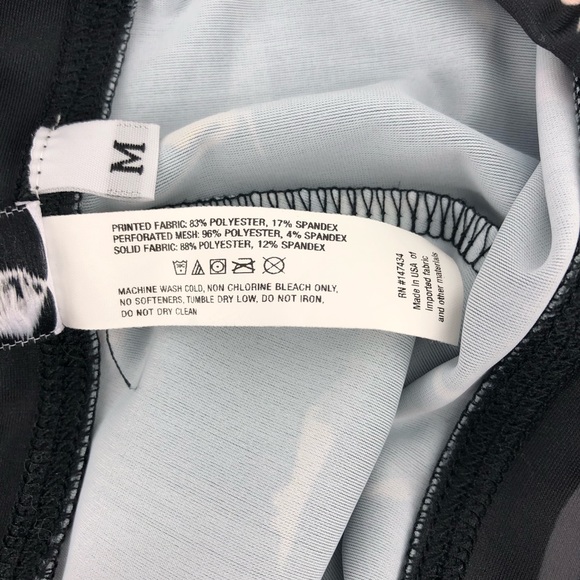 M
PRINTED FABRIC: 83% POLYESTER, 17% SPANDEX
PERFORATED MESH: 96% POLYESTER, 4% SPANDEX
SOLID FABRIC: 88% POLYESTER, 12% SPANDEX
MACHINE WASH COLD, NON CHLORINE BLEACH ONLY,
NO SOFTENERS, TUMBLE DRY LOW, DO NOT IRON,
DO NOT DRY CLEAN
RN #147434
Made In USA of
imported fabric
and other materials